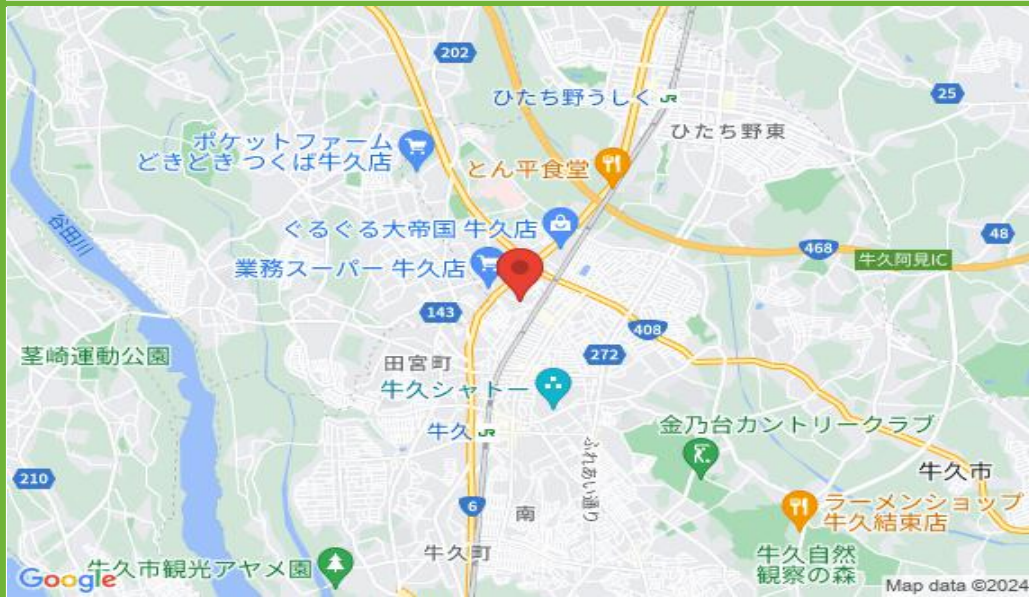 202
25
ひたち野うしく JR
ひたち野東
ポケットファーム
どきどき つくば牛久店
とん平食堂
谷田川
ぐるぐる大帝国 牛久店
48
468
牛久阿見IC
業務スーパー 牛久店
143
408
茎崎運動公園
田宮町
272
牛久シャトー
金乃台カントリークラブ
牛久 JR
ふれあい通り
牛久市
210
6
南
ラーメンショップ
牛久結束店
牛久町
牛久自然
観察の森
牛久市観光アヤメ園
Google
Map data ©2024